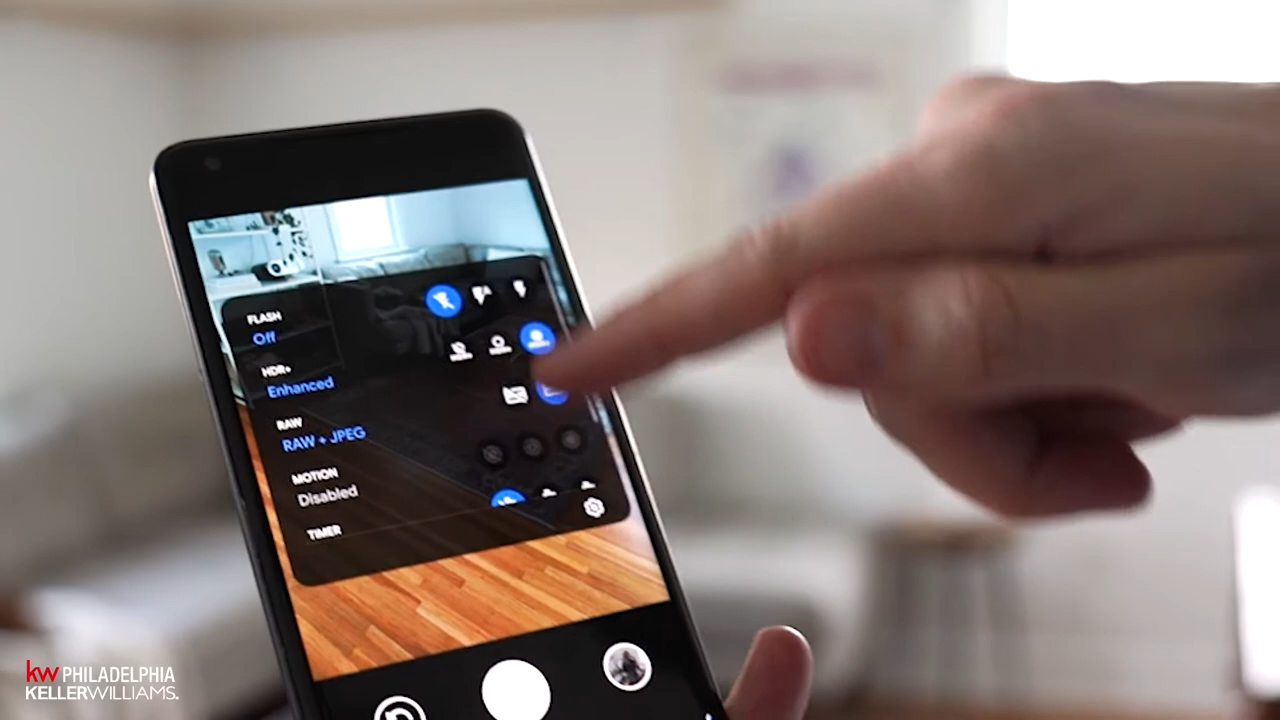 FLASH
Off
HDR+
Enhanced
RAW
RAW + JPEG
MOTION
Disabled
TIMER
kw PHILADELPHIA
KELLERWILLIAMS.